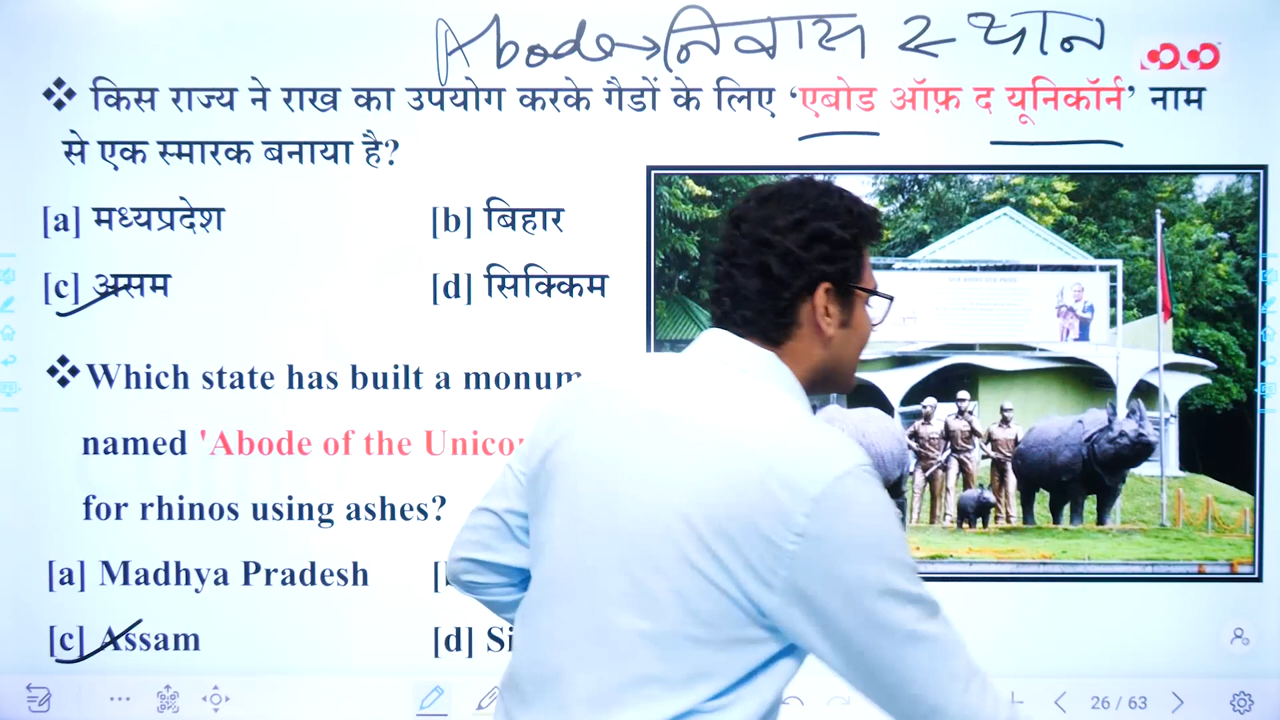 Abode→निवास स्थान
❖ किस राज्य ने राख का उपयोग करके गैडों के लिए ‘एबोड ऑफ़ द यूनिकॉर्न’ नाम
से एक स्मारक बनाया है?
[a] मध्यप्रदेश [b] बिहार
[c] असम [d] सिक्किम
❖ Which state has built a monum
named 'Abode of the Unicor
for rhinos using ashes?
[a] Madhya Pradesh
[c] Assam [d] Si
26 / 63